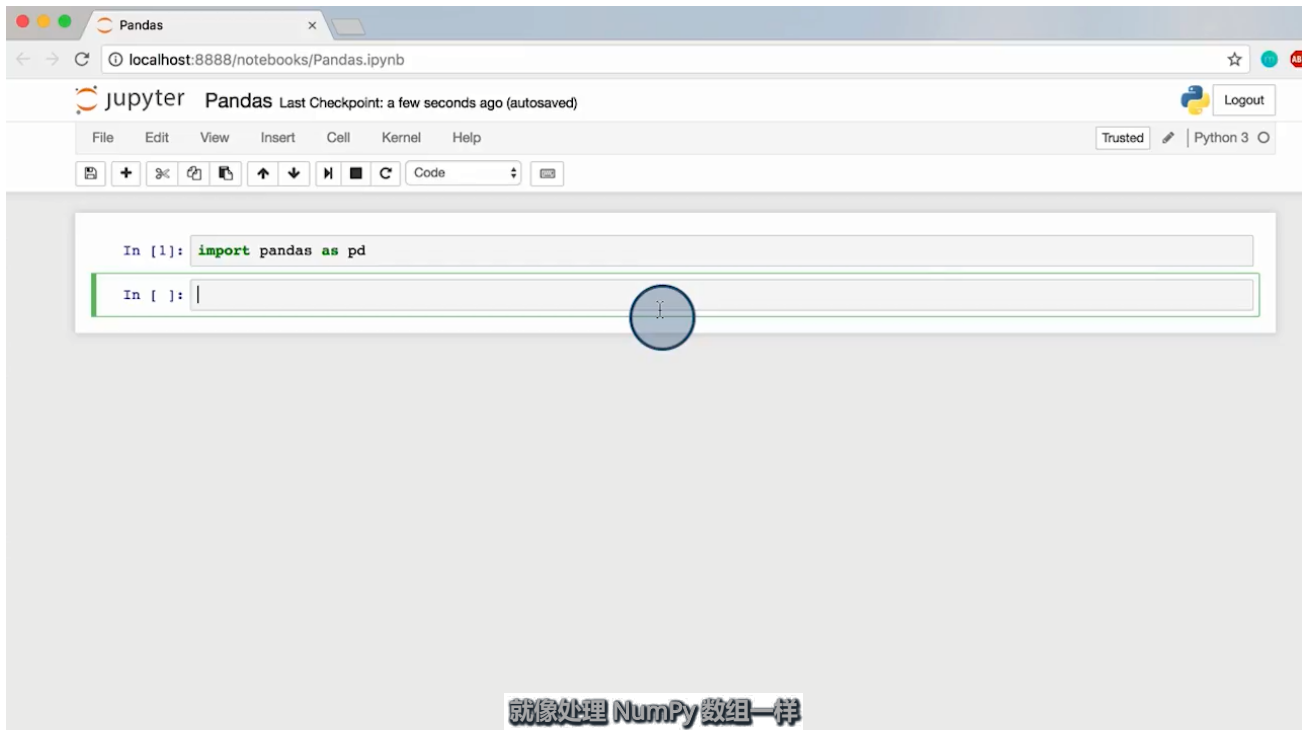 Pandas
localhost:8888/notebooks/Pandas.ipynb
AB
jupyter Pandas Last Checkpoint: a few seconds ago (autosaved)
Logout
File Edit View Insert Cell Kernel Help
Trusted Python 3
Code
In [1]: import pandas as pd
In [ ]:
就像处理 NumPy 数组一样